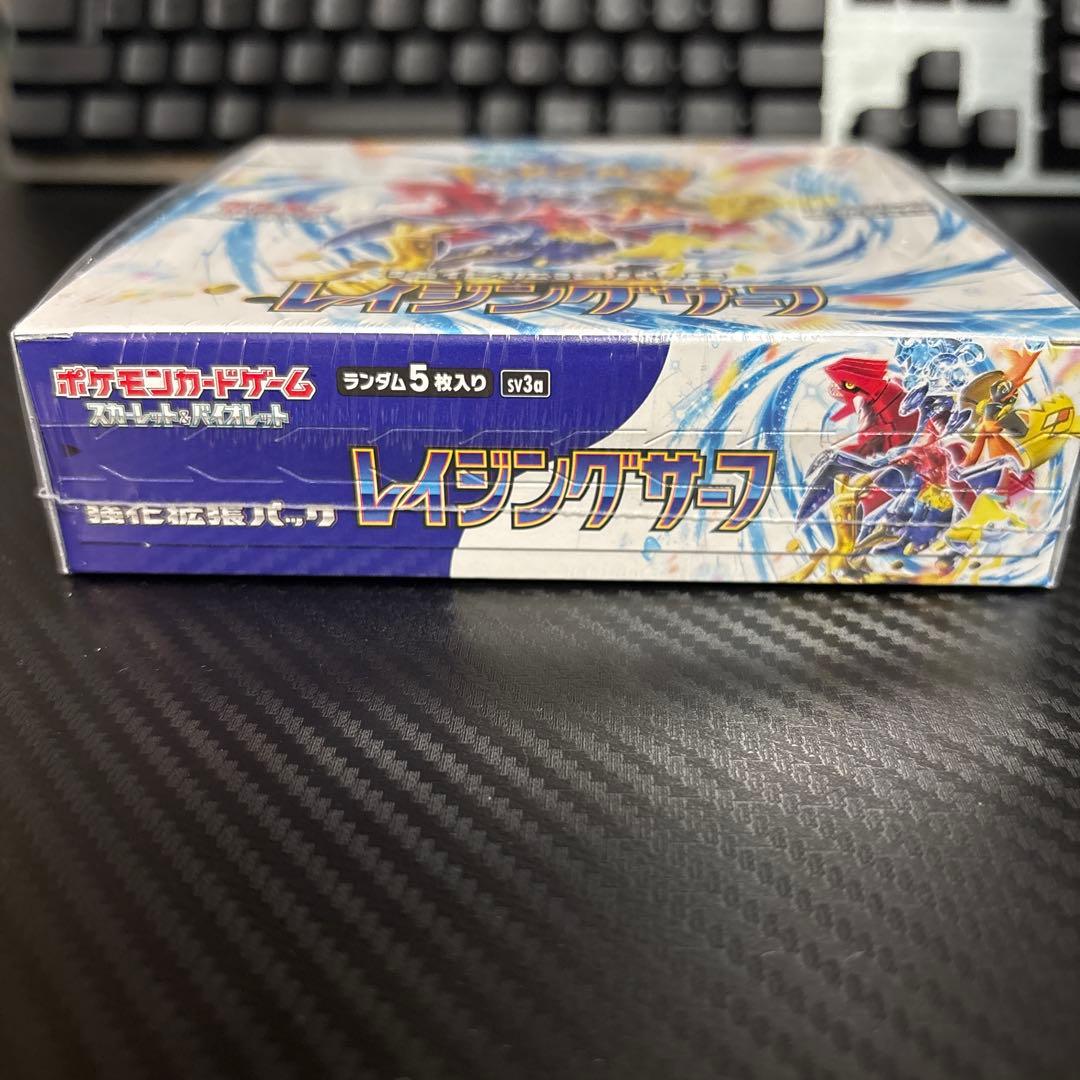 レイジングサーフ
ポケモンカードゲーム
スカーレット&バイオレット
ランダム5枚入り
sv3a
強化拡張パック
レイジングサーフ